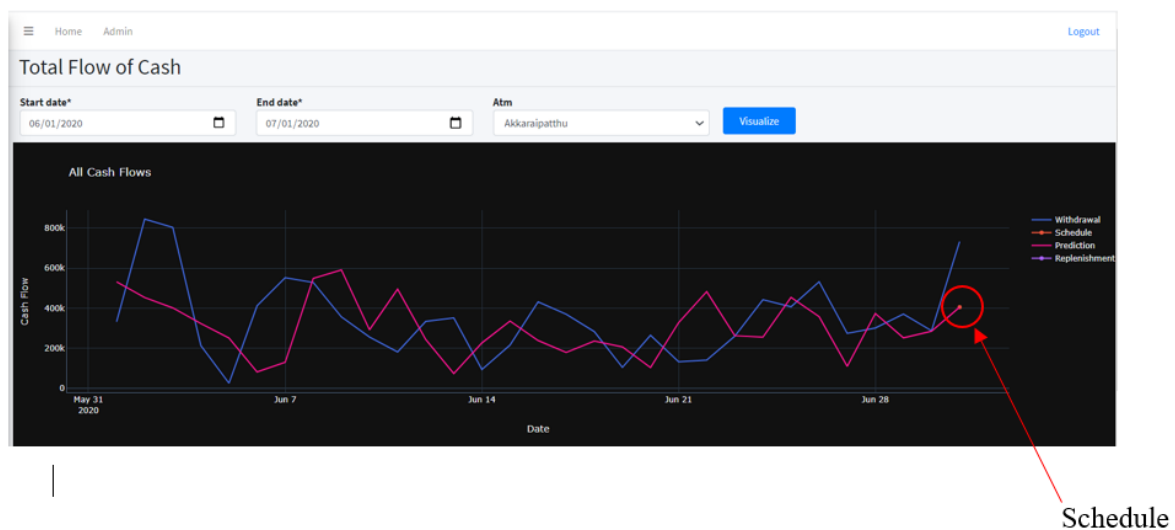 Home Admin Logout
Total Flow of Cash
Start date* End date* Atm
06/01/2020 07/01/2020 Akkaraipatthu Visualize
All Cash Flows
Withdrawal
Schedule
Prediction
Replenishment
Cash Flow
800k
600k
400k
200k
0
May 31 Jun 7 Jun 14 Jun 21 Jun 28
2020
Date
Schedule